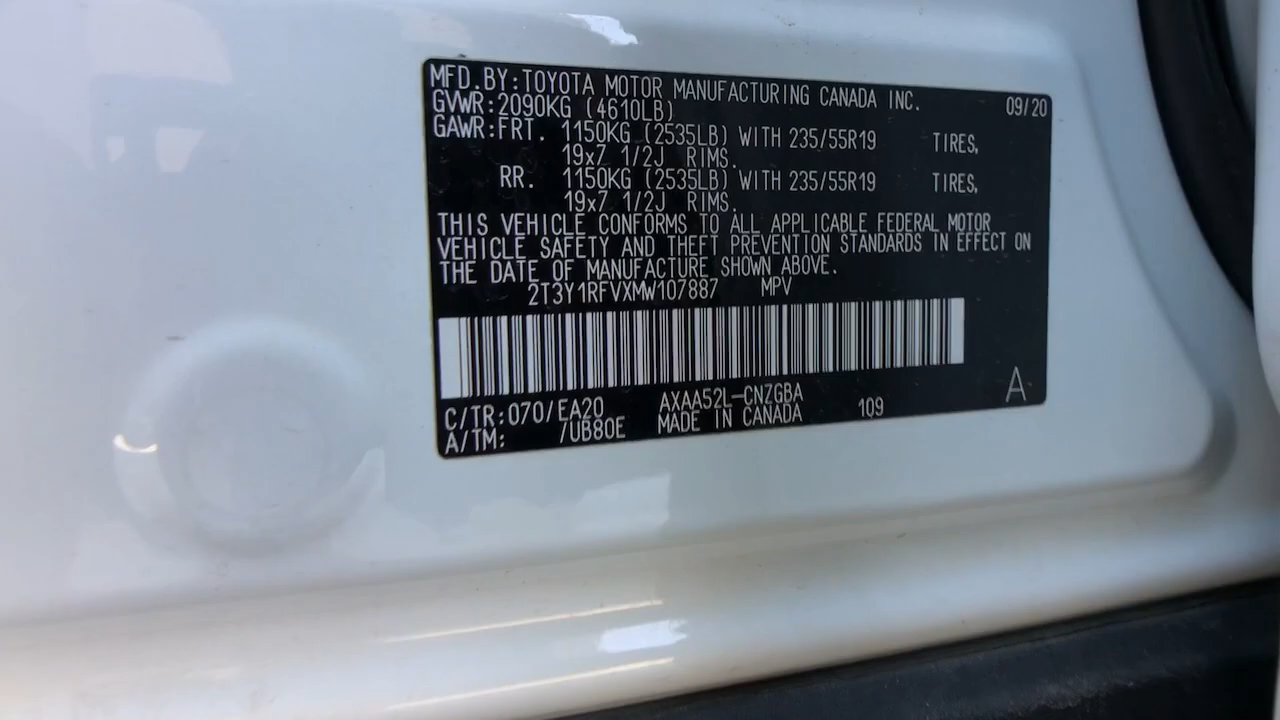 MFD.BY:TOYOTA MOTOR MANUFACTURING CANADA INC. 09/20
GVWR:2090KG (4610LB)
GAWR:FRT. 1150KG (2535LB) WITH 235/55R19 TIRES,
19x7 1/2J RIMS.
RR. 1150KG (2535LB) WITH 235/55R19 TIRES,
19x7 1/2J RIMS.
THIS VEHICLE CONFORMS TO ALL APPLICABLE FEDERAL MOTOR
VEHICLE SAFETY AND THEFT PREVENTION STANDARDS IN EFFECT ON
THE DATE OF MANUFACTURE SHOWN ABOVE.
2T3Y1RFVXMW107887 MPV
A
C/TR:070/EA20 AXAA52L-CNZGBA
A/TM: /UB80E MADE IN CANADA 109